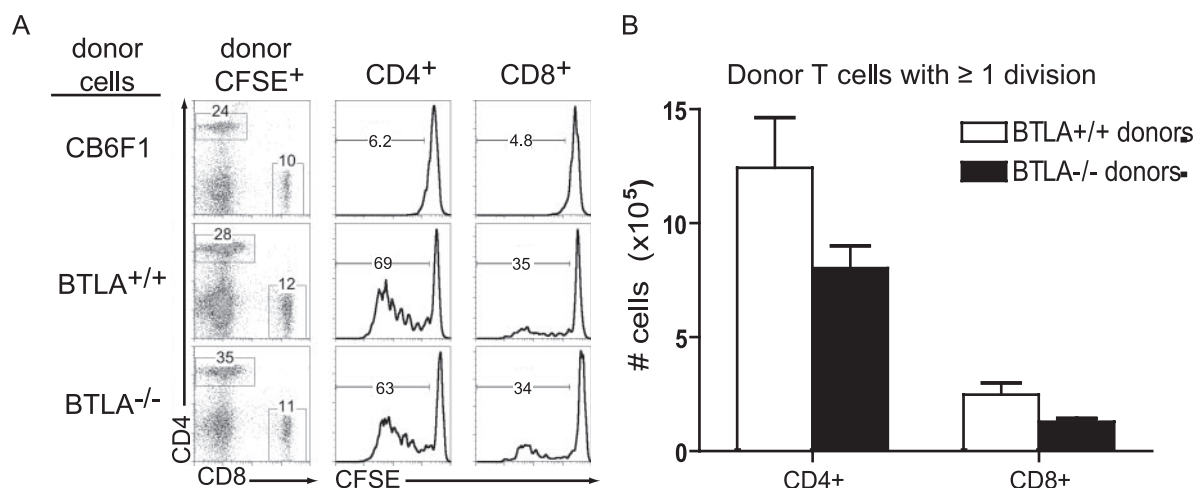 A
donor cells
donor CFSE+
CD4+
CD8+
CB6F1
24
10
6.2
4.8
BTLA+/+
28
12
69
35
BTLA-/-
35
11
63
34
CD4
CD8
CFSE
B
Donor T cells with ≥ 1 division
# cells (x10⁵)
15
10
5
0
BTLA+/+ donors
BTLA-/- donors
CD4+
CD8+